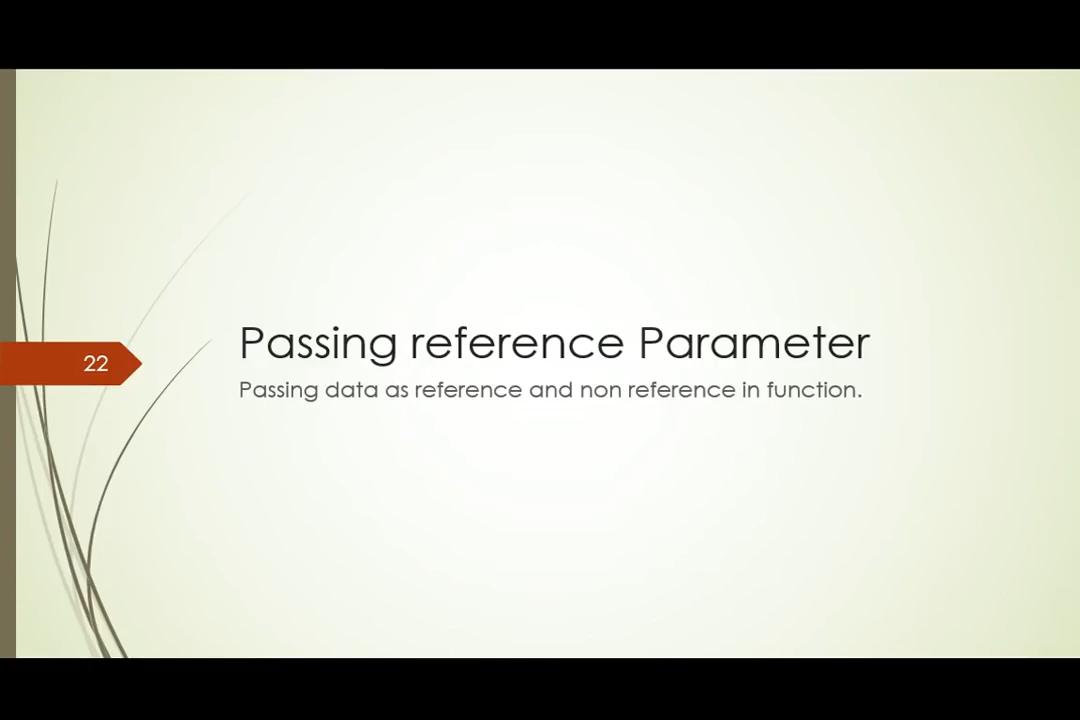 Passing reference Parameter
22
Passing data as reference and non reference in function.